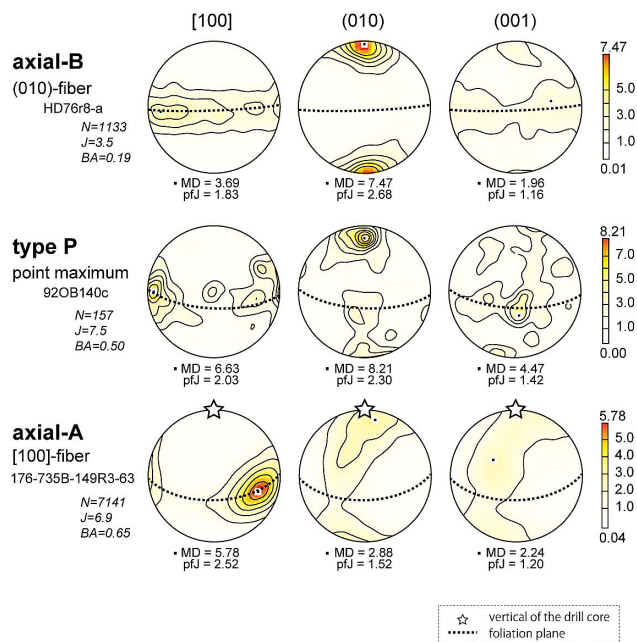 [100] (010) (001)
axial-B
(010)-fiber
HD76r8-a
N=1133
J=3.5
BA=0.19
7.47
5.0
3.0
1.0
0.01
MD = 3.69
pfJ = 1.83
MD = 7.47
pfJ = 2.68
MD = 1.96
pfJ = 1.16
type P
point maximum
92OB140c
N=157
J=7.5
BA=0.50
8.21
7.0
5.0
3.0
2.0
1.0
0.00
MD = 6.63
pfJ = 2.03
MD = 8.21
pfJ = 2.30
MD = 4.47
pfJ = 1.42
axial-A
[100]-fiber
176-735B-149R3-63
N=7141
J=6.9
BA=0.65
5.78
5.0
4.0
3.0
2.0
1.0
0.04
MD = 5.78
pfJ = 2.52
MD = 2.88
pfJ = 1.52
MD = 2.24
pfJ = 1.20
vertical of the drill core
foliation plane